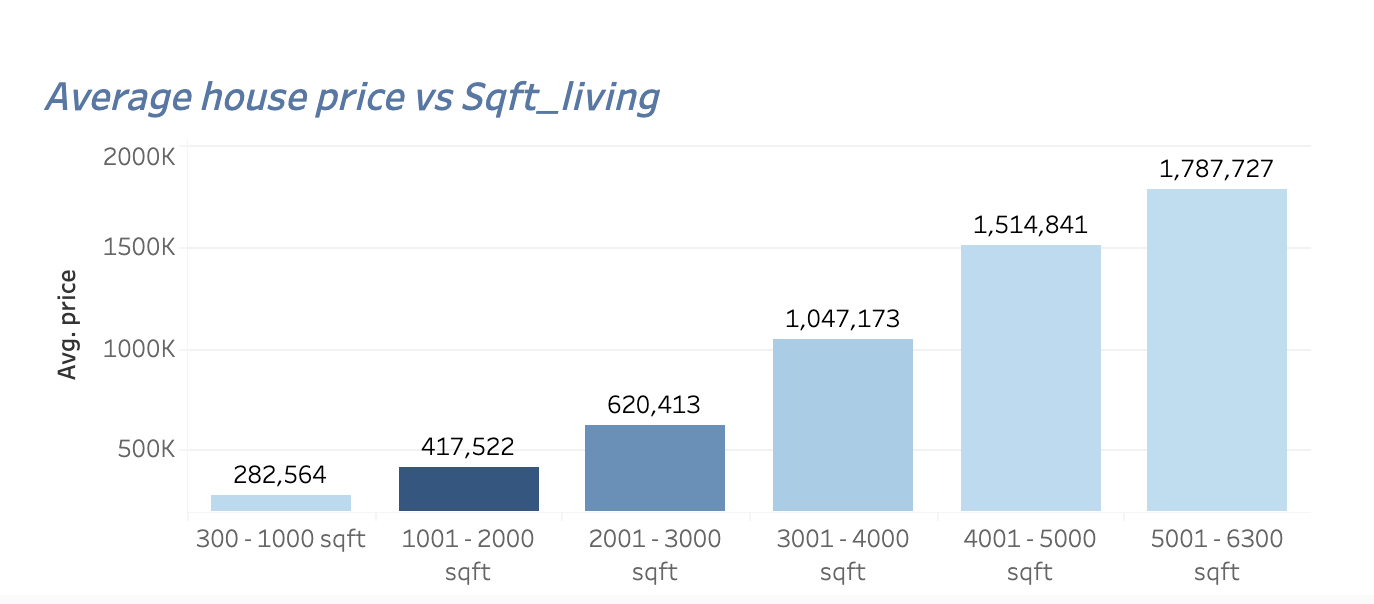 Average house price vs Sqft_living
2000K
1500K
1000K
500K
Avg. price
282,564
417,522
620,413
1,047,173
1,514,841
1,787,727
300 - 1000 sqft
1001 - 2000
sqft
2001 - 3000
sqft
3001 - 4000
sqft
4001 - 5000
sqft
5001 - 6300
sqft